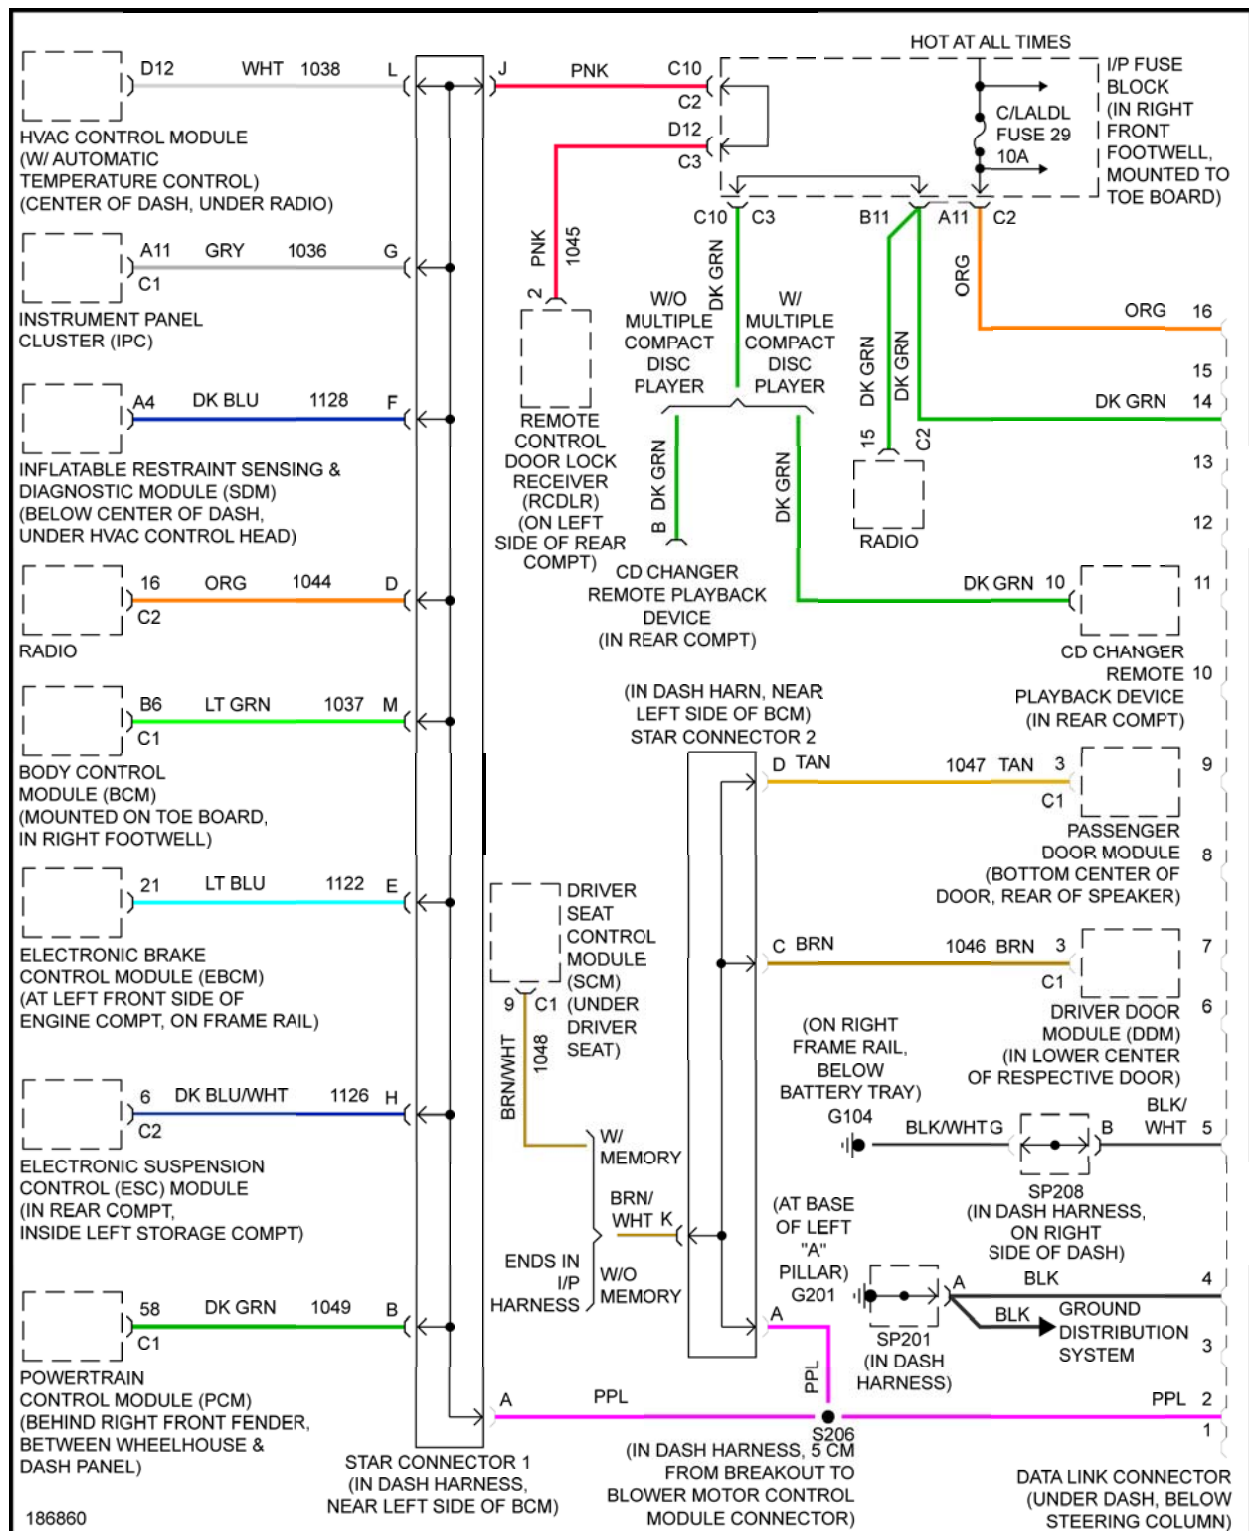 HOT AT ALL TIMES
I/P FUSE
BLOCK
(IN RIGHT
FRONT
FOOTWELL,
MOUNTED TO
TOE BOARD)
C/LALDL
FUSE 29
10A
D12 WHT 1038 L
HVAC CONTROL MODULE
(W/ AUTOMATIC
TEMPERATURE CONTROL)
(CENTER OF DASH, UNDER RADIO)
J PNK C10
C2
D12
C3
A11 GRY 1036 G
C1
INSTRUMENT PANEL
CLUSTER (IPC)
A4 DK BLU 1128 F
INFLATABLE RESTRAINT SENSING &
DIAGNOSTIC MODULE (SDM)
(BELOW CENTER OF DASH,
UNDER HVAC CONTROL HEAD)
16 ORG 1044 D
C2
RADIO
B6 LT GRN 1037 M
C1
BODY CONTROL
MODULE (BCM)
(MOUNTED ON TOE BOARD,
IN RIGHT FOOTWELL)
21 LT BLU 1122 E
ELECTRONIC BRAKE
CONTROL MODULE (EBCM)
(AT LEFT FRONT SIDE OF
ENGINE COMPT, ON FRAME RAIL)
6 DK BLU/WHT 1126 H
C2
ELECTRONIC SUSPENSION
CONTROL (ESC) MODULE
(IN REAR COMPT,
INSIDE LEFT STORAGE COMPT)
58 DK GRN 1049 B
C1
POWERTRAIN
CONTROL MODULE (PCM)
(BEHIND RIGHT FRONT FENDER,
BETWEEN WHEELHOUSE &
DASH PANEL)
186860
A PPL
STAR CONNECTOR 1
(IN DASH HARNESS,
NEAR LEFT SIDE OF BCM)
PNK
1045
2
REMOTE
CONTROL
DOOR LOCK
RECEIVER
(RCDLR)
(ON LEFT
SIDE OF REAR
COMPT)
C10 C3
DK GRN
W/O
MULTIPLE
COMPACT
DISC
PLAYER
W/
MULTIPLE
COMPACT
DISC
PLAYER
B DK GRN
DK GRN
CD CHANGER
REMOTE PLAYBACK
DEVICE
(IN REAR COMPT)
B11 A11 C2
DK GRN
DK GRN
ORG
15
C2
RADIO
DK GRN 10
CD CHANGER
REMOTE
PLAYBACK DEVICE
(IN REAR COMPT)
(IN DASH HARN, NEAR
LEFT SIDE OF BCM)
STAR CONNECTOR 2
D TAN 1047 TAN 3
C1
PASSENGER
DOOR MODULE
(BOTTOM CENTER OF
DOOR, REAR OF SPEAKER)
C BRN 1046 BRN 3
C1
DRIVER DOOR
MODULE (DDM)
(IN LOWER CENTER
OF RESPECTIVE DOOR)
DRIVER
SEAT
CONTROL
MODULE
(SCM)
(UNDER
DRIVER
SEAT)
9 C1
BRN/WHT
1048
W/
MEMORY
BRN/
WHT K
ENDS IN
I/P
HARNESS
W/O
MEMORY
(ON RIGHT
FRAME RAIL,
BELOW
BATTERY TRAY)
G104
BLK/WHT G
B
BLK/
WHT
SP208
(IN DASH HARNESS,
ON RIGHT
SIDE OF DASH)
(AT BASE
OF LEFT
"A"
PILLAR)
G201
A BLK
BLK
GROUND
DISTRIBUTION
SYSTEM
SP201
(IN DASH
HARNESS)
A
PPL
S206
(IN DASH HARNESS, 5 CM
FROM BREAKOUT TO
BLOWER MOTOR CONTROL
MODULE CONNECTOR)
ORG 16
15
DK GRN 14
13
12
11
10
9
8
7
6
5
4
3
PPL 2
1
DATA LINK CONNECTOR
(UNDER DASH, BELOW
STEERING COLUMN)